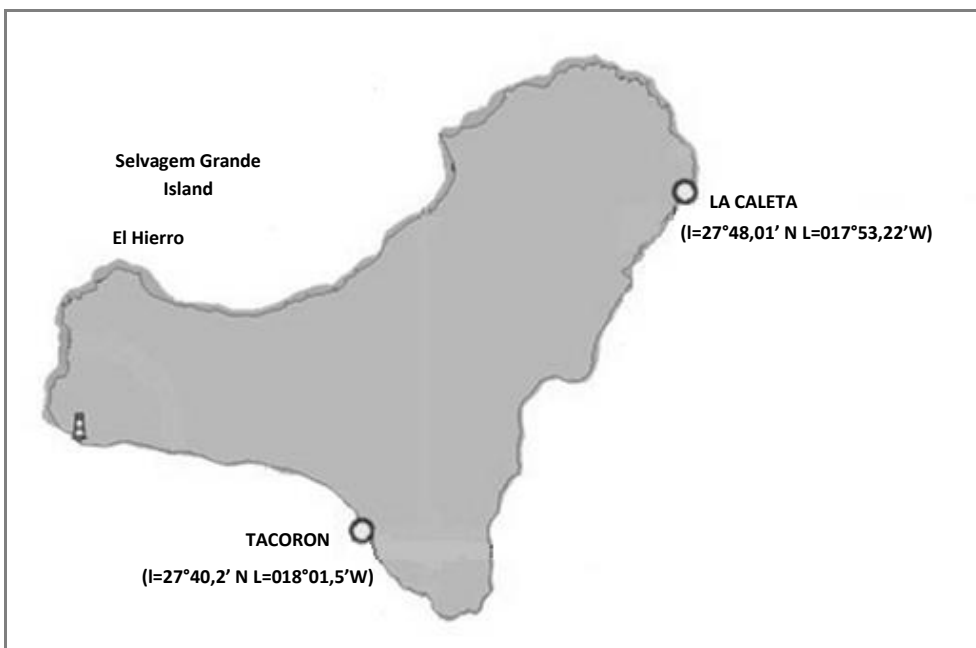 Selvagem Grande
Island
El Hierro
LA CALETA
(l=27°48,01’ N L=017°53,22’W)
TACORON
(l=27°40,2’ N L=018°01,5’W)